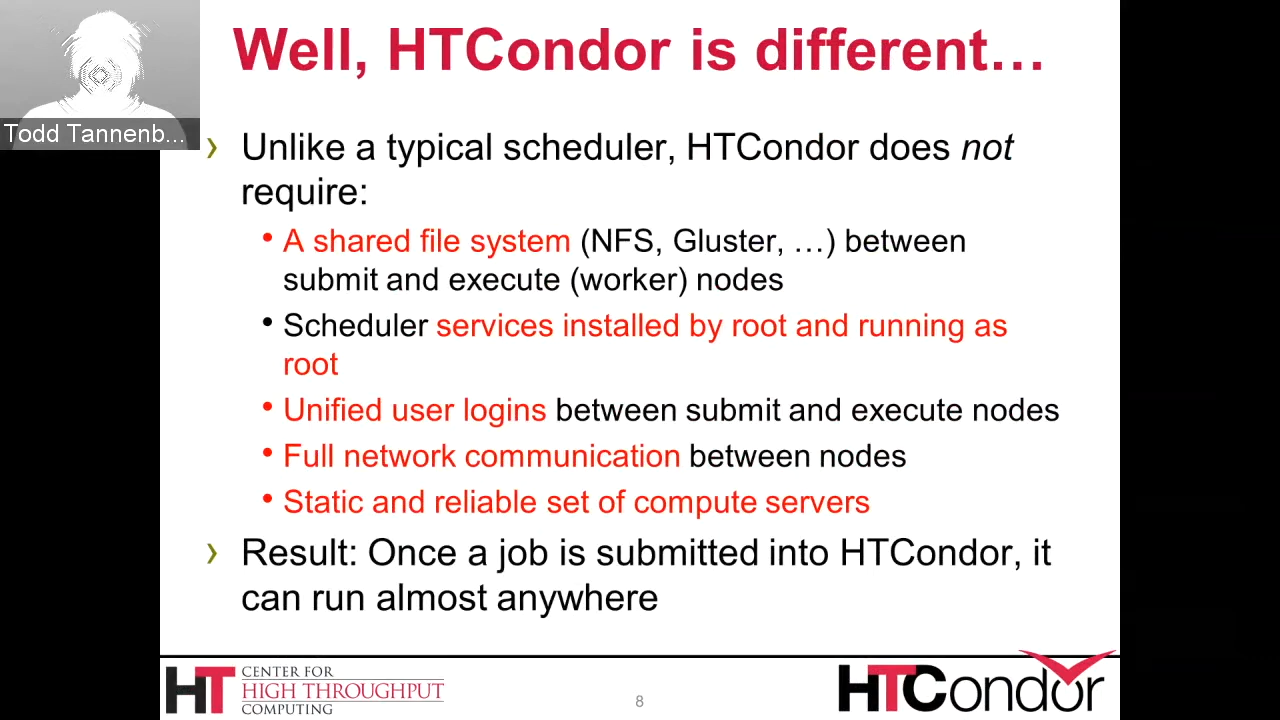 Well, HTCondor is different…
Todd Tannenb...
› Unlike a typical scheduler, HTCondor does not
require:
• A shared file system (NFS, Gluster, …) between
submit and execute (worker) nodes
• Scheduler services installed by root and running as
root
• Unified user logins between submit and execute nodes
• Full network communication between nodes
• Static and reliable set of compute servers
› Result: Once a job is submitted into HTCondor, it
can run almost anywhere
HT CENTER FOR
HIGH THROUGHPUT
COMPUTING
8
HTCondor